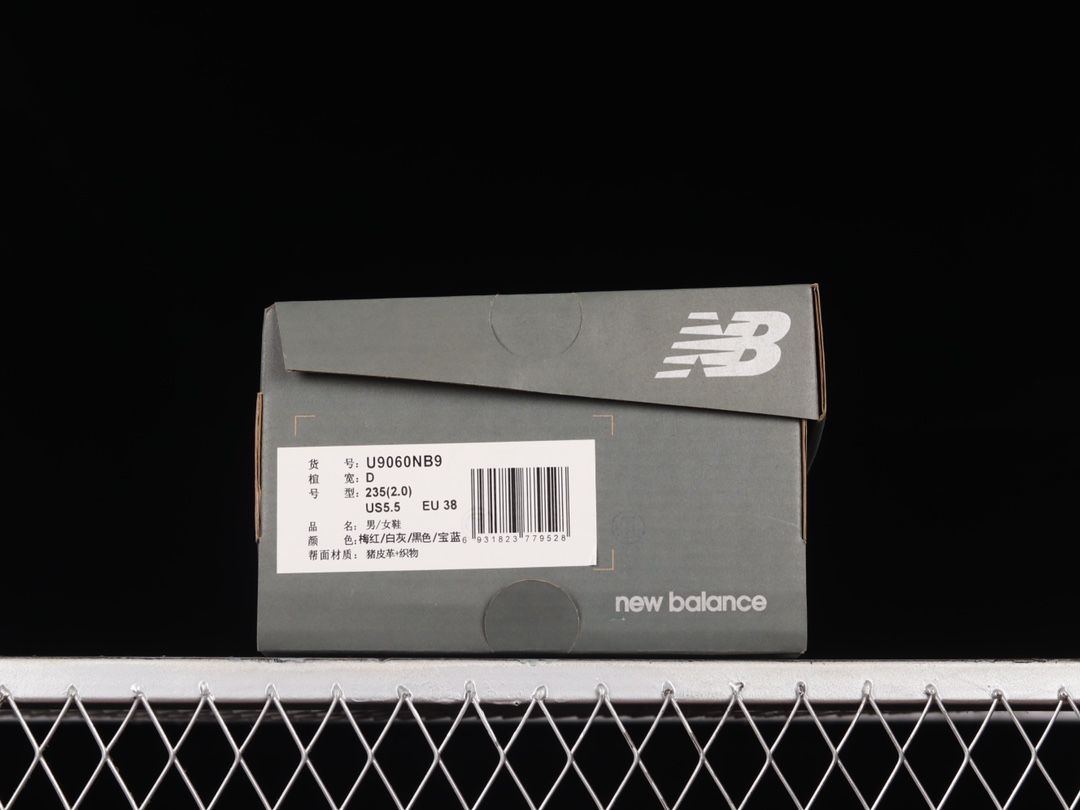 NB
货 号: U9060NB9
楦 宽: D
号 型: 235(2.0)
US5.5 EU 38
品 名: 男/女鞋
颜 色:梅红/白灰/黑色/宝蓝
帮面材质: 猪皮革+织物
6 931823 779528
new balance